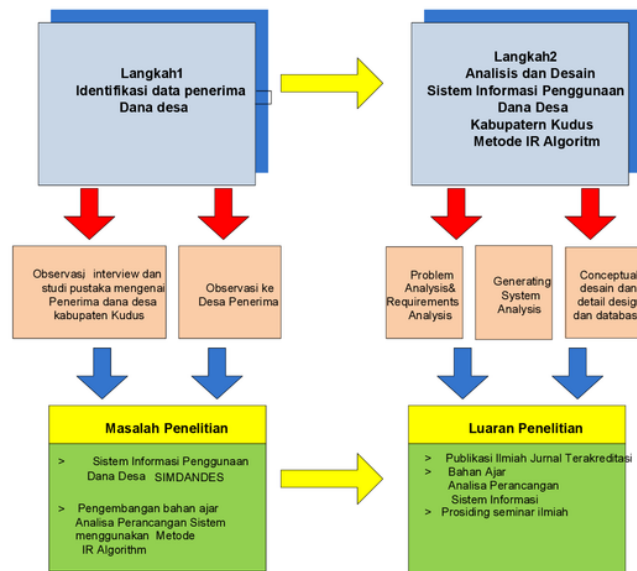 Langkah1
Identifikasi data penerima
Dana desa
Langkah2
Analisis dan Desain
Sistem Informasi Penggunaan
Dana Desa
Kabupatern Kudus
Metode IR Algoritm
Observasi, interview dan
studi pustaka mengenai
Penerima dana desa
kabupaten Kudus
Observasi ke
Desa Penerima
Problem
Analysis&
Requirements
Analysis
Generating
System
Analysis
Conceptual
desain dan
detail design
dan database
Masalah Penelitian
> Sistem Informasi Penggunaan
Dana Desa SIMDANDES
> Pengembangan bahan ajar
Analisa Perancangan Sistem
menggunakan Metode
IR Algorithm
Luaran Penelitian
> Publikasi Ilmiah Jurnal Terakreditasi
> Bahan Ajar
Analisa Perancangan
Sistem Informasi
> Prosiding seminar ilmiah